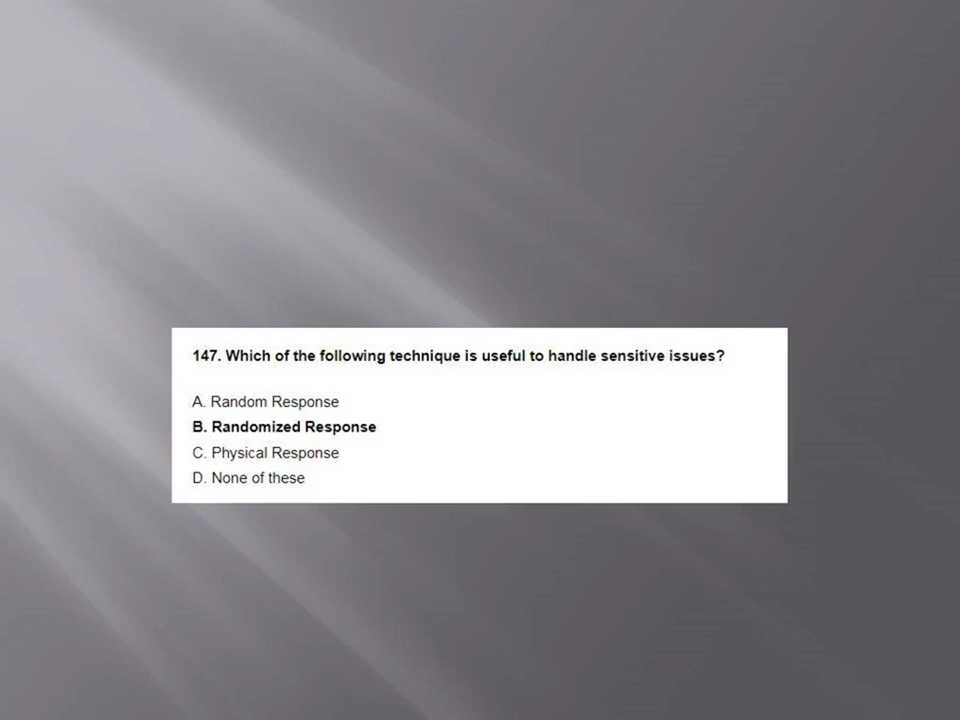 147. Which of the following technique is useful to handle sensitive issues?
A. Random Response
B. Randomized Response
C. Physical Response
D. None of these